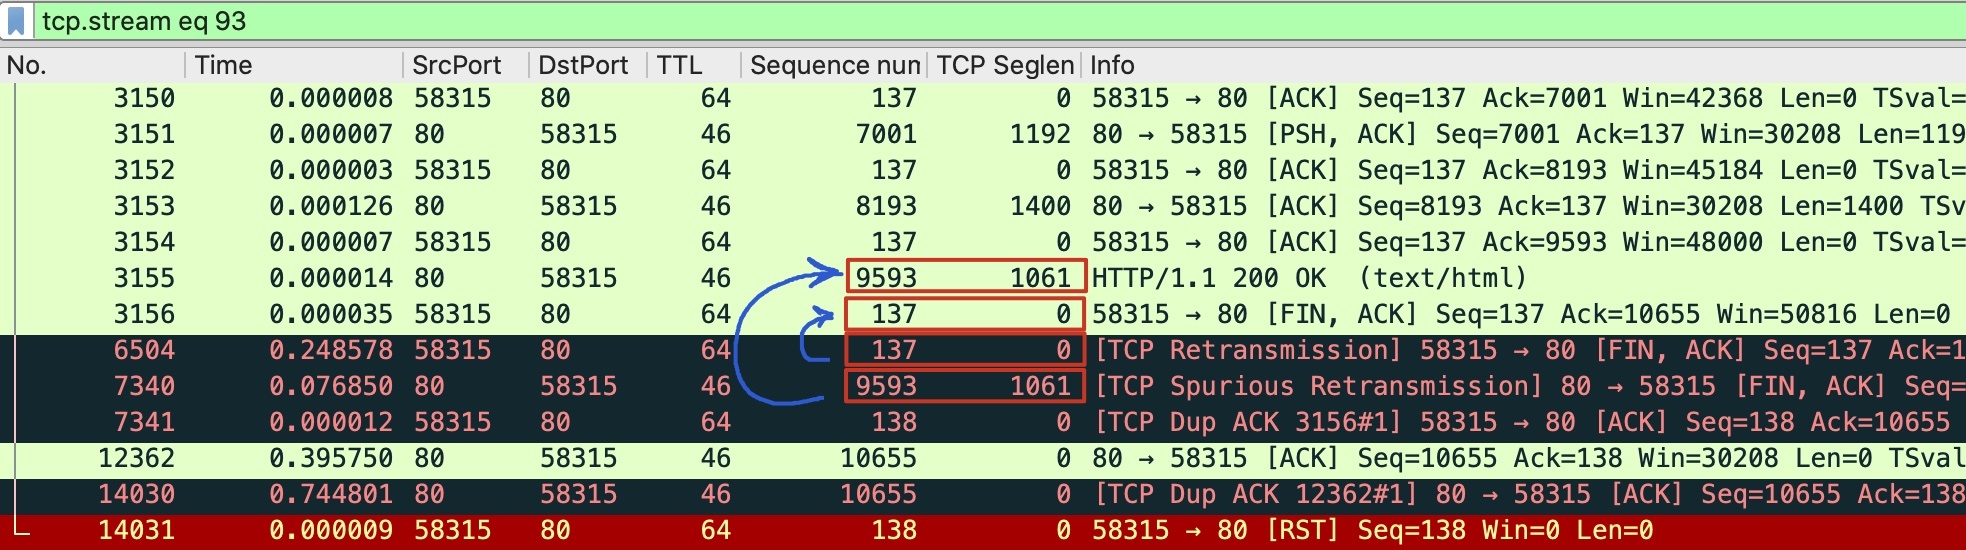 tcp.stream eq 93
No. Time SrcPort DstPort TTL Sequence num TCP Seglen Info
3150 0.000008 58315 80 64 137 0 58315 → 80 [ACK] Seq=137 Ack=7001 Win=42368 Len=0 TSval=
3151 0.000007 80 58315 46 7001 1192 80 → 58315 [PSH, ACK] Seq=7001 Ack=137 Win=30208 Len=119
3152 0.000003 58315 80 64 137 0 58315 → 80 [ACK] Seq=137 Ack=8193 Win=45184 Len=0 TSval=
3153 0.000126 80 58315 46 8193 1400 80 → 58315 [ACK] Seq=8193 Ack=137 Win=30208 Len=1400 TSv
3154 0.000007 58315 80 64 137 0 58315 → 80 [ACK] Seq=137 Ack=9593 Win=48000 Len=0 TSval=
3155 0.000014 80 58315 46 9593 1061 HTTP/1.1 200 OK (text/html)
3156 0.000035 58315 80 64 137 0 58315 → 80 [FIN, ACK] Seq=137 Ack=10655 Win=50816 Len=0
6504 0.248578 58315 80 64 137 0 [TCP Retransmission] 58315 → 80 [FIN, ACK] Seq=137 Ack=1
7340 0.076850 80 58315 46 9593 1061 [TCP Spurious Retransmission] 80 → 58315 [FIN, ACK] Seq=
7341 0.000012 58315 80 64 138 0 [TCP Dup ACK 3156#1] 58315 → 80 [ACK] Seq=138 Ack=10655
12362 0.395750 80 58315 46 10655 0 80 → 58315 [ACK] Seq=10655 Ack=138 Win=30208 Len=0 TSval
14030 0.744801 80 58315 46 10655 0 [TCP Dup ACK 12362#1] 80 → 58315 [ACK] Seq=10655 Ack=138
14031 0.000009 58315 80 64 138 0 58315 → 80 [RST] Seq=138 Win=0 Len=0